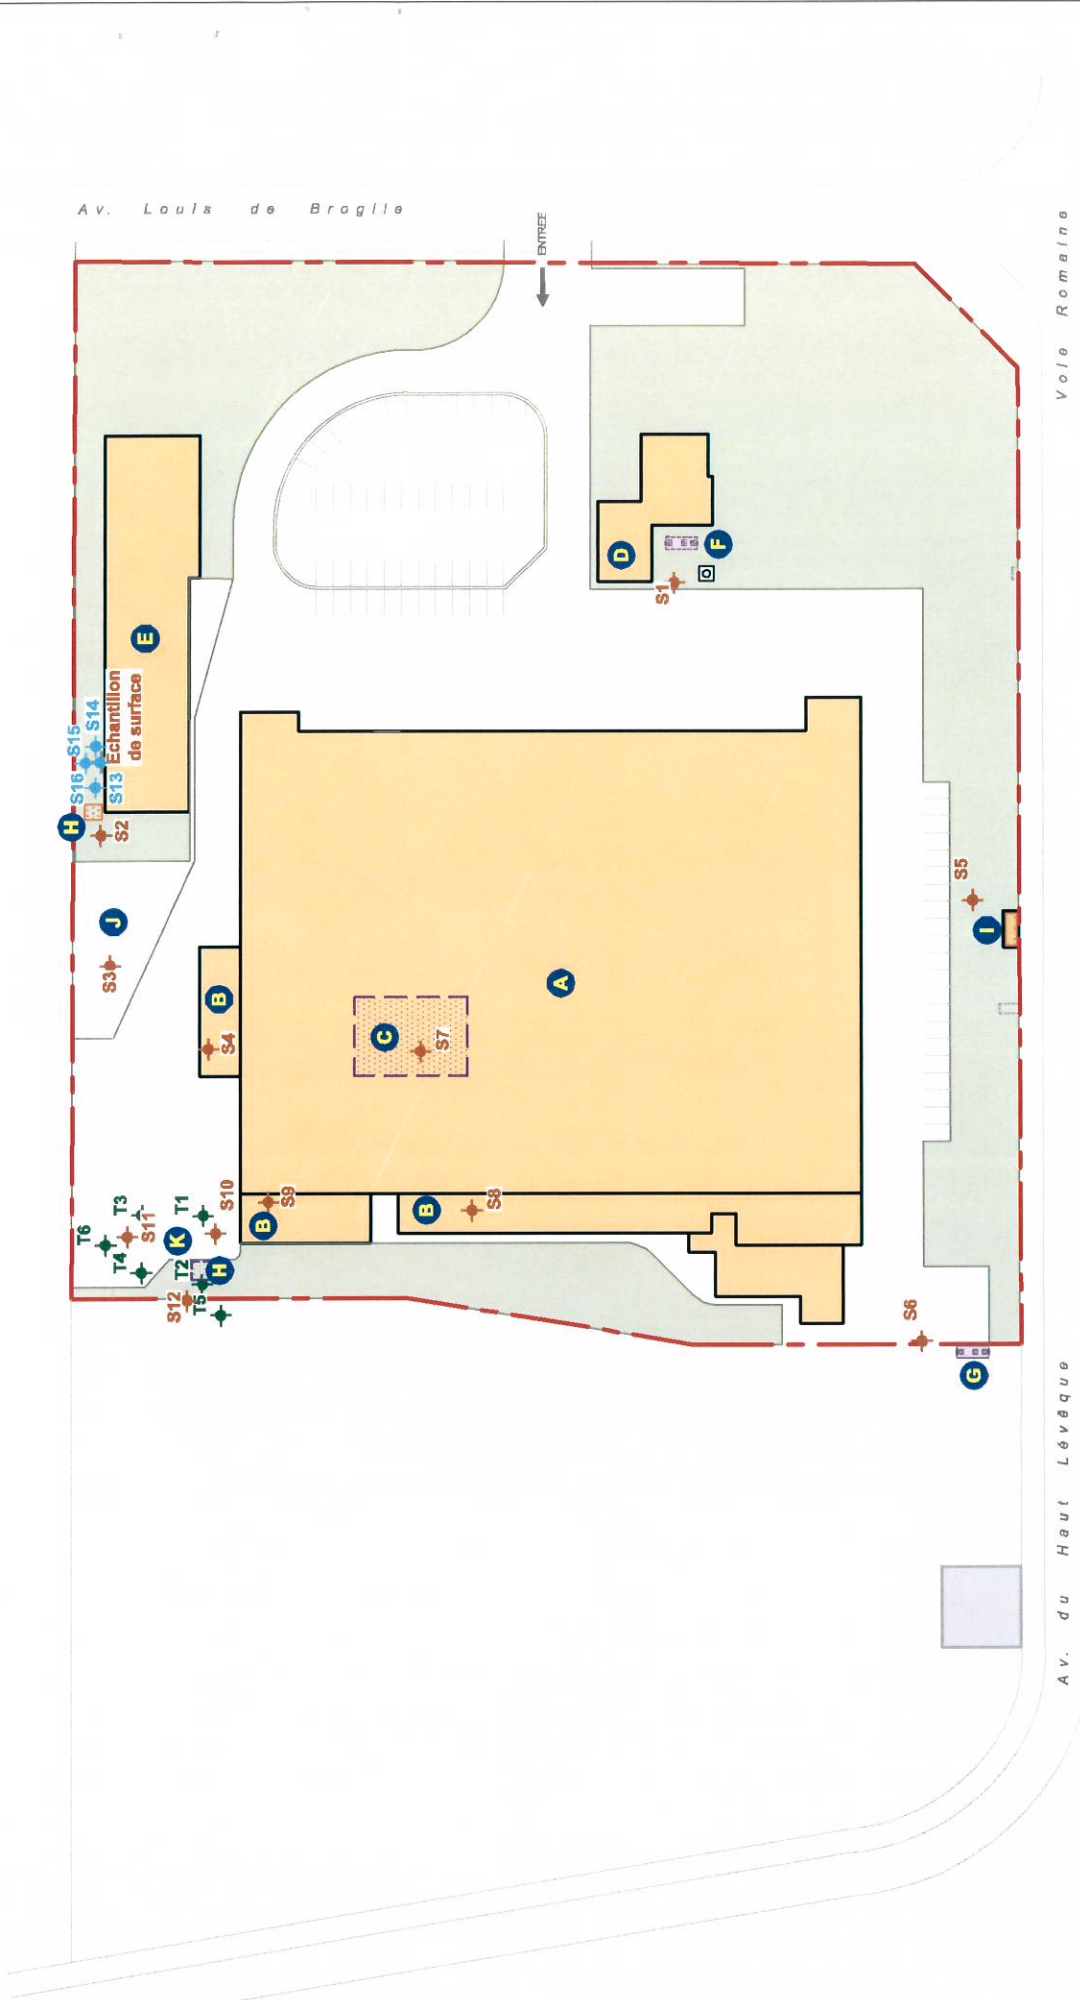 Av. Louis de Broglie
ENTREE
Voie Romaine
E
D
F
S1
Echantillon
de surface
S14
S15
S13
S16
H
S2
J
S3
B
S4
C
S7
A
S5
I
T3
T6
S11
T4
K
T1
S10
T2
H
T5
S12
B
S9
B
S8
S6
G
Av. du Haut Lévêque